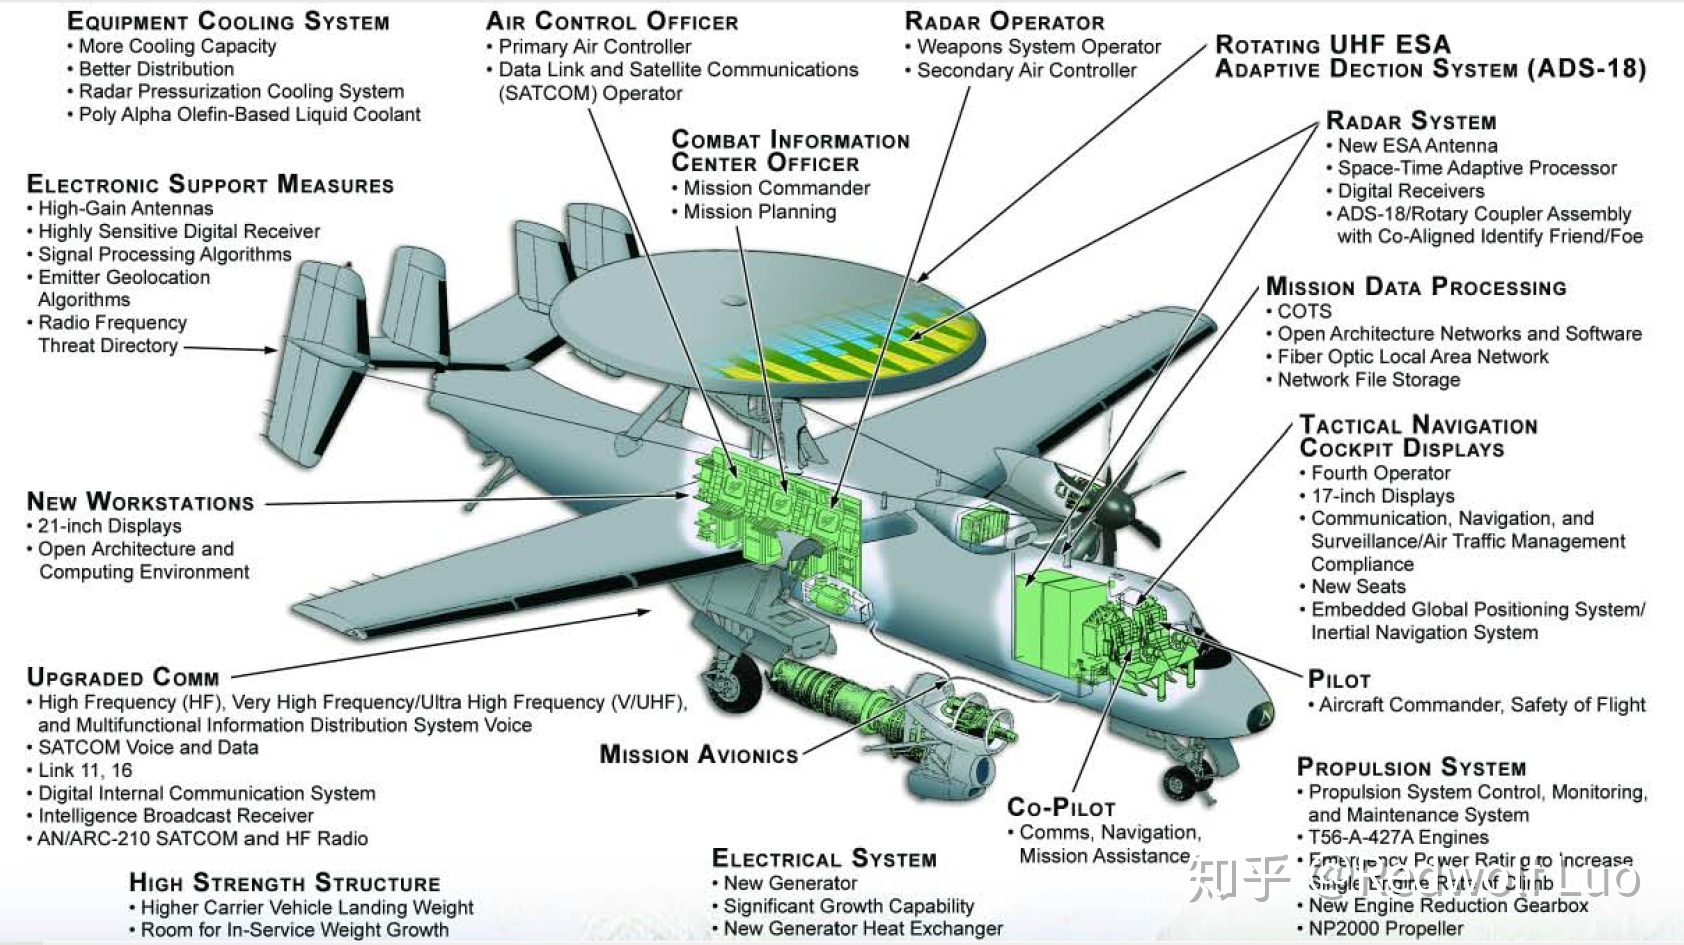 EQUIPMENT COOLING SYSTEM
• More Cooling Capacity
• Better Distribution
• Radar Pressurization Cooling System
• Poly Alpha Olefin-Based Liquid Coolant
AIR CONTROL OFFICER
• Primary Air Controller
• Data Link and Satellite Communications
(SATCOM) Operator
RADAR OPERATOR
• Weapons System Operator
• Secondary Air Controller
ROTATING UHF ESA
ADAPTIVE DECTION SYSTEM (ADS-18)
COMBAT INFORMATION
CENTER OFFICER
• Mission Commander
• Mission Planning
RADAR SYSTEM
• New ESA Antenna
• Space-Time Adaptive Processor
• Digital Receivers
• ADS-18/Rotary Coupler Assembly
with Co-Aligned Identify Friend/Foe
ELECTRONIC SUPPORT MEASURES
• High-Gain Antennas
• Highly Sensitive Digital Receiver
• Signal Processing Algorithms
• Emitter Geolocation
Algorithms
• Radio Frequency
Threat Directory
MISSION DATA PROCESSING
• COTS
• Open Architecture Networks and Software
• Fiber Optic Local Area Network
• Network File Storage
TACTICAL NAVIGATION
COCKPIT DISPLAYS
• Fourth Operator
• 17-inch Displays
• Communication, Navigation, and
Surveillance/Air Traffic Management
Compliance
• New Seats
• Embedded Global Positioning System/
Inertial Navigation System
NEW WORKSTATIONS
• 21-inch Displays
• Open Architecture and
Computing Environment
UPGRADED COMM
• High Frequency (HF), Very High Frequency/Ultra High Frequency (V/UHF),
and Multifunctional Information Distribution System Voice
• SATCOM Voice and Data
• Link 11, 16
• Digital Internal Communication System
• Intelligence Broadcast Receiver
• AN/ARC-210 SATCOM and HF Radio
MISSION AVIONICS
PILOT
• Aircraft Commander, Safety of Flight
CO-PILOT
• Comms, Navigation,
Mission Assistance
PROPULSION SYSTEM
• Propulsion System Control, Monitoring,
and Maintenance System
• T56-A-427A Engines
• Emergency Power Rating to Increase
Single Engine Rate of Climb
• New Engine Reduction Gearbox
• NP2000 Propeller
HIGH STRENGTH STRUCTURE
• Higher Carrier Vehicle Landing Weight
• Room for In-Service Weight Growth
ELECTRICAL SYSTEM
• New Generator
• Significant Growth Capability
• New Generator Heat Exchanger
知乎 @Redwolf Luo